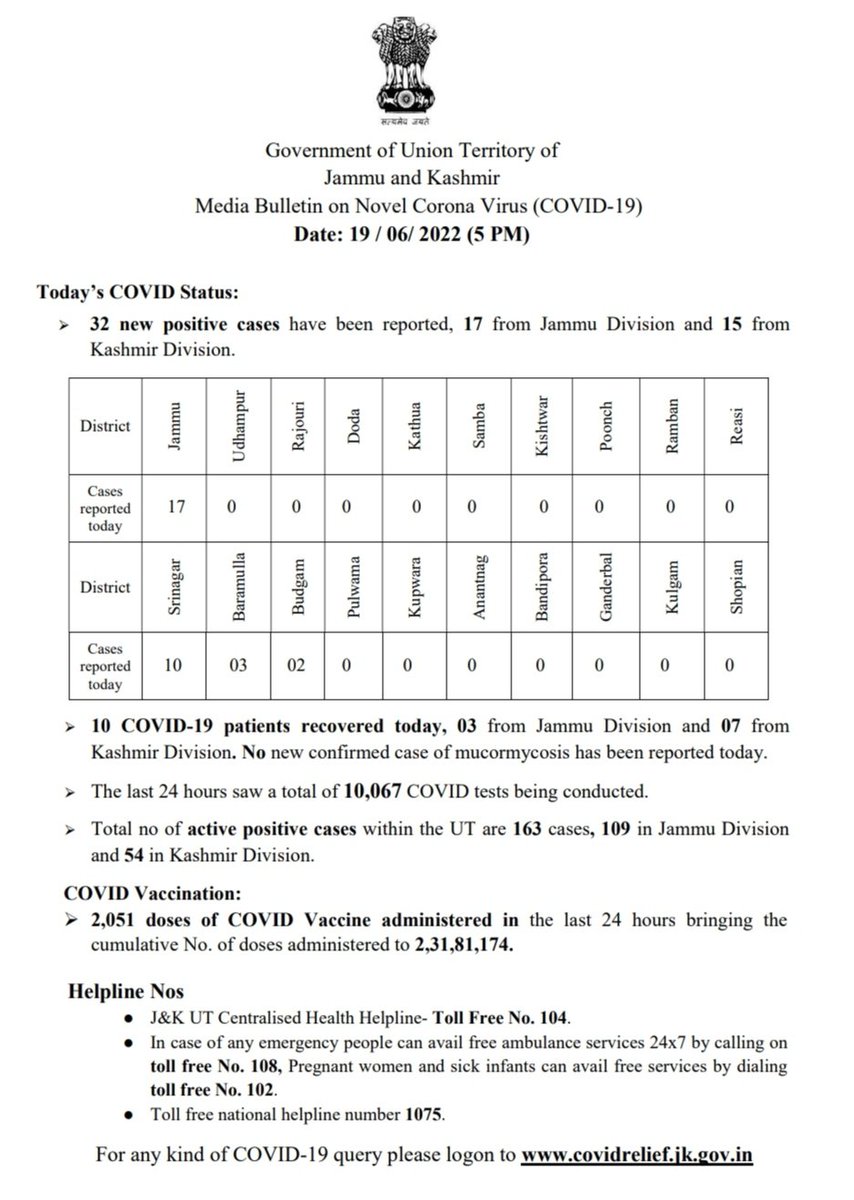 सत्यमेव जयते
Government of Union Territory of
Jammu and Kashmir
Media Bulletin on Novel Corona Virus (COVID-19)
Date: 19 / 06/ 2022 (5 PM)
Today's COVID Status:
➢ 32 new positive cases have been reported, 17 from Jammu Division and 15 from
Kashmir Division.
District Jammu Udhampur Rajouri Doda Kathua Samba Kishtwar Poonch Ramban Reasi
Cases
reported
today 17 0 0 0 0 0 0 0 0 0
District Srinagar Baramulla Budgam Pulwama Kupwara Anantnag Bandipora Ganderbal Kulgam Shopian
Cases
reported
today 10 03 02 0 0 0 0 0 0 0
➢ 10 COVID-19 patients recovered today, 03 from Jammu Division and 07 from
Kashmir Division. No new confirmed case of mucormycosis has been reported today.
➢ The last 24 hours saw a total of 10,067 COVID tests being conducted.
➢ Total no of active positive cases within the UT are 163 cases, 109 in Jammu Division
and 54 in Kashmir Division.
COVID Vaccination:
➢ 2,051 doses of COVID Vaccine administered in the last 24 hours bringing the
cumulative No. of doses administered to 2,31,81,174.
Helpline Nos
● J&K UT Centralised Health Helpline- Toll Free No. 104.
● In case of any emergency people can avail free ambulance services 24x7 by calling on
toll free No. 108, Pregnant women and sick infants can avail free services by dialing
toll free No. 102.
● Toll free national helpline number 1075.
For any kind of COVID-19 query please logon to www.covidrelief.jk.gov.in